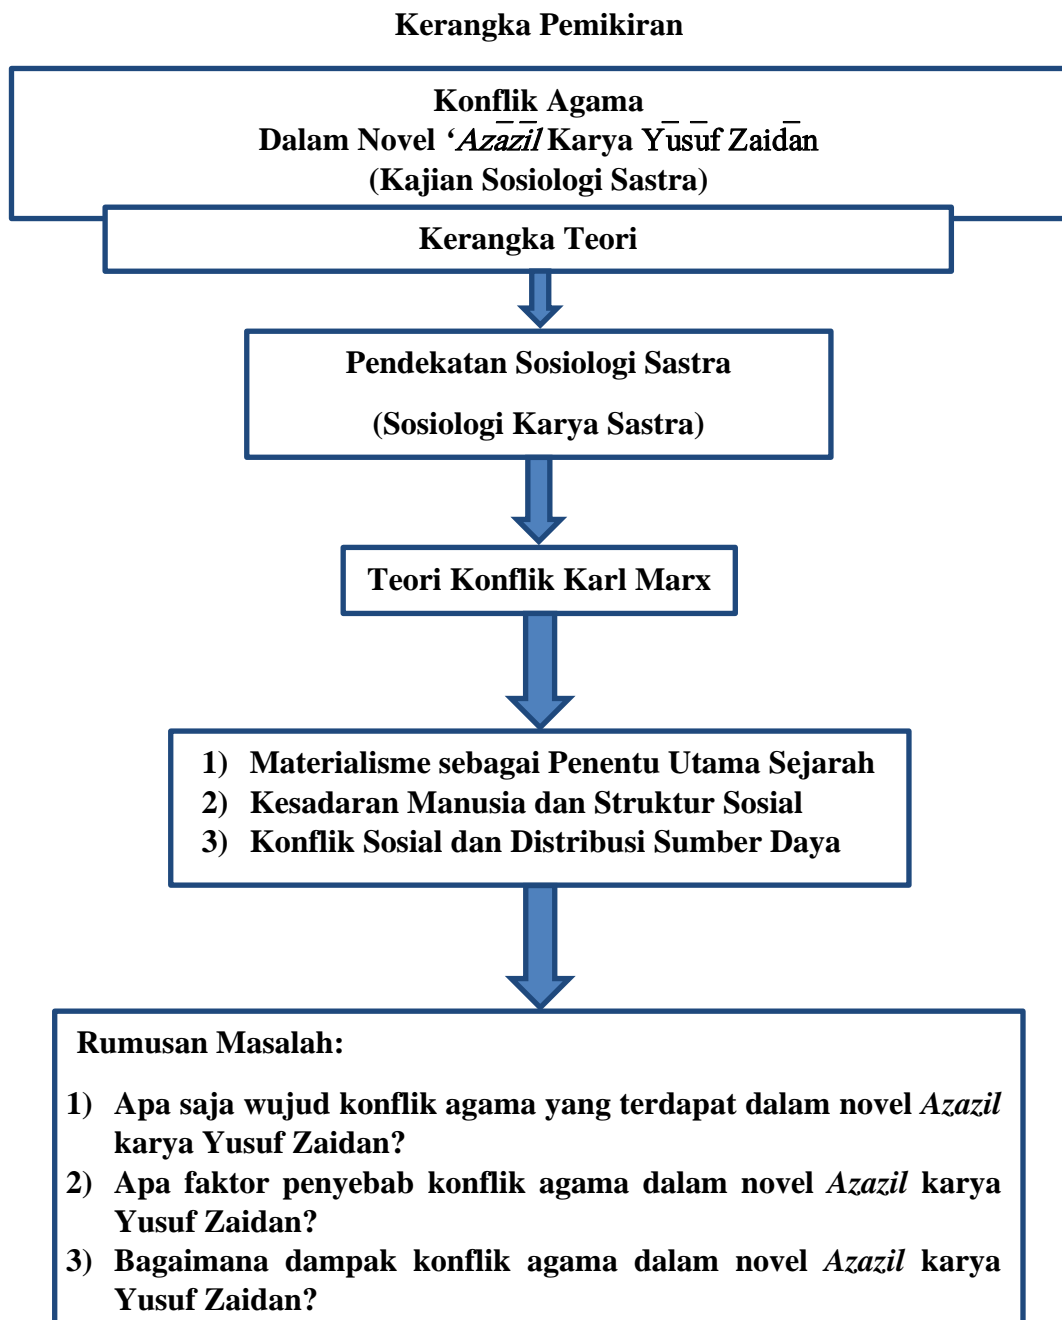 Kerangka Pemikiran
Konflik Agama
Dalam Novel ‘Azāzīl Karya Yūsūf Zaidān
(Kajian Sosiologi Sastra)
Kerangka Teori
Pendekatan Sosiologi Sastra
(Sosiologi Karya Sastra)
Teori Konflik Karl Marx
1) Materialisme sebagai Penentu Utama Sejarah
2) Kesadaran Manusia dan Struktur Sosial
3) Konflik Sosial dan Distribusi Sumber Daya
Rumusan Masalah:
1) Apa saja wujud konflik agama yang terdapat dalam novel Azazil
karya Yusuf Zaidan?
2) Apa faktor penyebab konflik agama dalam novel Azazil karya
Yusuf Zaidan?
3) Bagaimana dampak konflik agama dalam novel Azazil karya
Yusuf Zaidan?